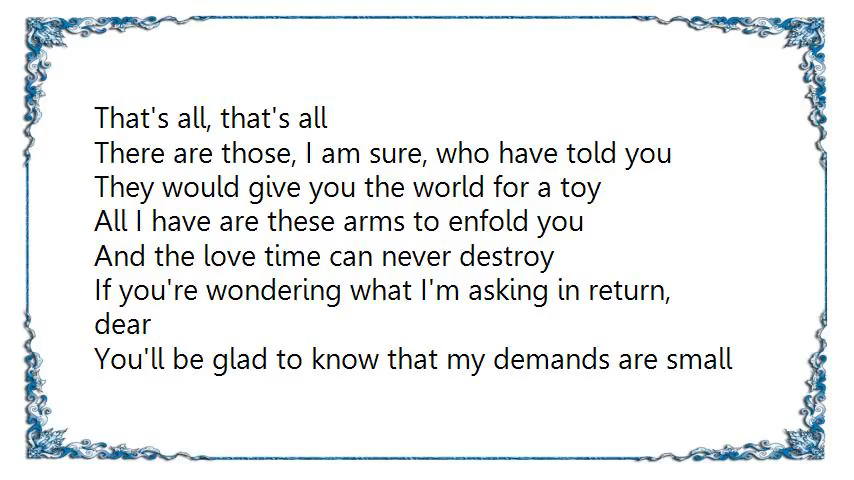 That's all, that's all
There are those, I am sure, who have told you
They would give you the world for a toy
All I have are these arms to enfold you
And the love time can never destroy
If you're wondering what I'm asking in return,
dear
You'll be glad to know that my demands are small